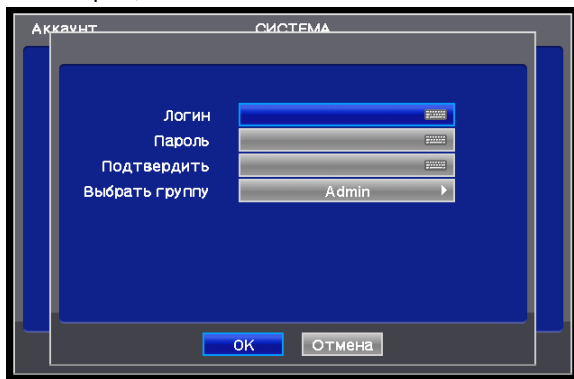 Аккаунт СИСТЕМА
Логин
Пароль
Подтвердить
Выбрать группу Admin
OK Отмена